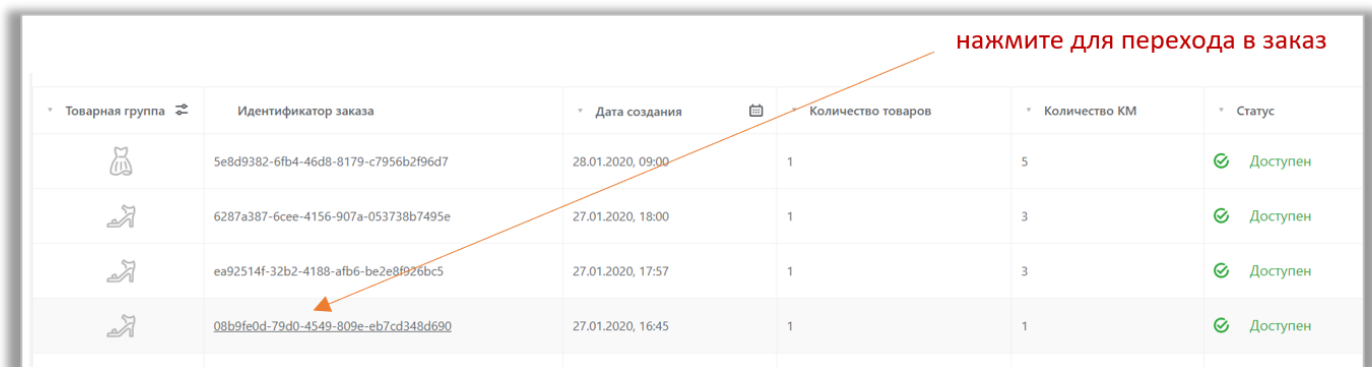 нажмите для перехода в заказ
Товарная группа Идентификатор заказа Дата создания Количество товаров Количество КМ Статус
5e8d9382-6fb4-46d8-8179-c7956b2f96d7 28.01.2020, 09:00 1 5 Доступен
6287a387-6cee-4156-907a-053738b7495e 27.01.2020, 18:00 1 3 Доступен
ea92514f-32b2-4188-afb6-be2e8f926bc5 27.01.2020, 17:57 1 3 Доступен
08b9fe0d-79d0-4549-809e-eb7cd348d690 27.01.2020, 16:45 1 1 Доступен